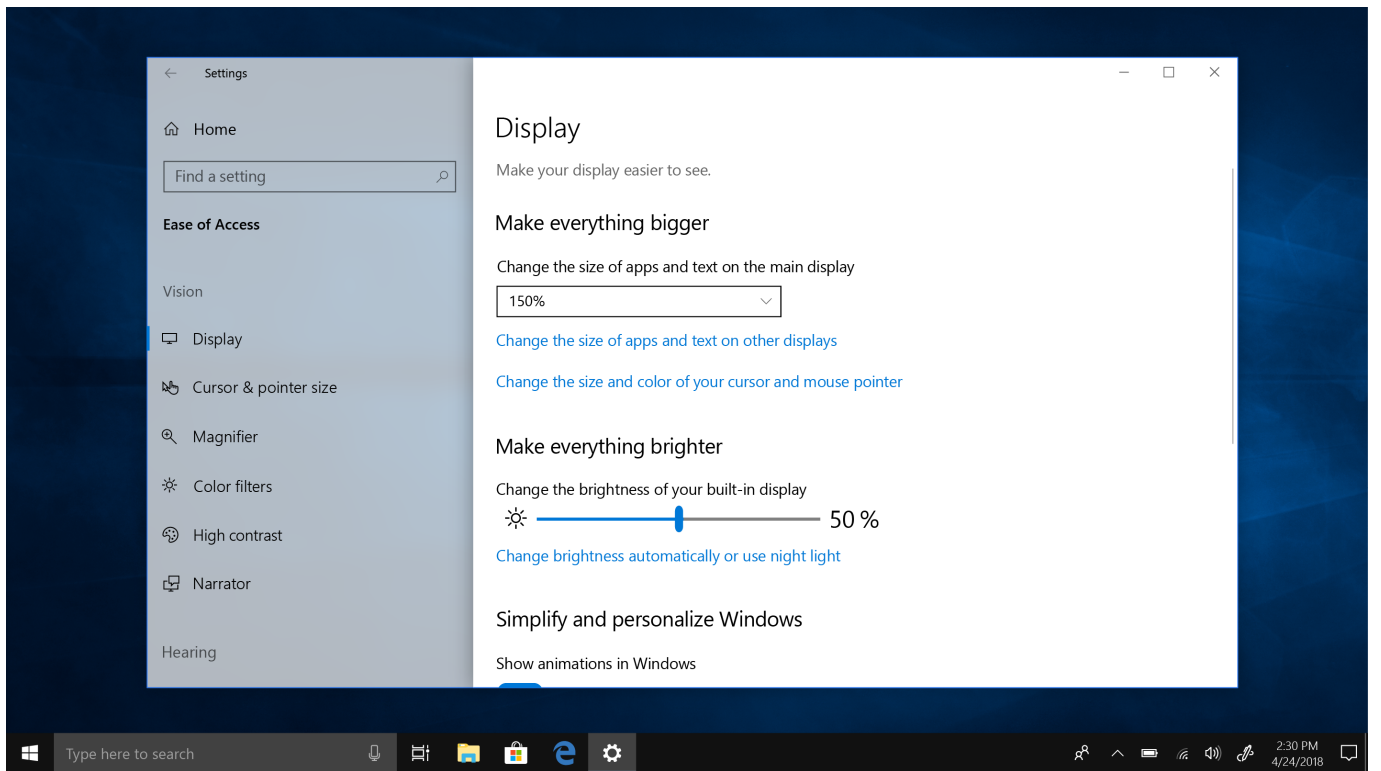 Settings
Home
Find a setting
Ease of Access
Vision
Display
Cursor & pointer size
Magnifier
Color filters
High contrast
Narrator
Hearing
Display
Make your display easier to see.
Make everything bigger
Change the size of apps and text on the main display
150%
Change the size of apps and text on other displays
Change the size and color of your cursor and mouse pointer
Make everything brighter
Change the brightness of your built-in display
50 %
Change brightness automatically or use night light
Simplify and personalize Windows
Show animations in Windows
Type here to search
2:30 PM
4/24/2018